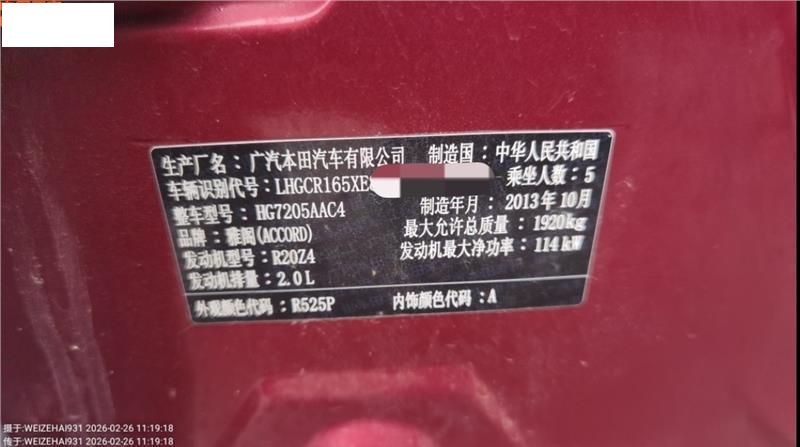 生产厂名：广汽本田汽车有限公司 制造国：中华人民共和国
车辆识别代号：LHGCR165XE 乘坐人数：5
整车型号：HG7205AAC4 制造年月：2013年10月
品牌：雅阁(ACCORD) 最大允许总质量：1920kg
发动机型号：R20Z4 发动机最大净功率：114kW
发动机排量：2.0L
外观颜色代码：R525P 内饰颜色代码：A
摄于:WEIZEHAI931 2026-02-26 11:19:18
传于:WEIZEHAI931 2026-02-26 11:19:18